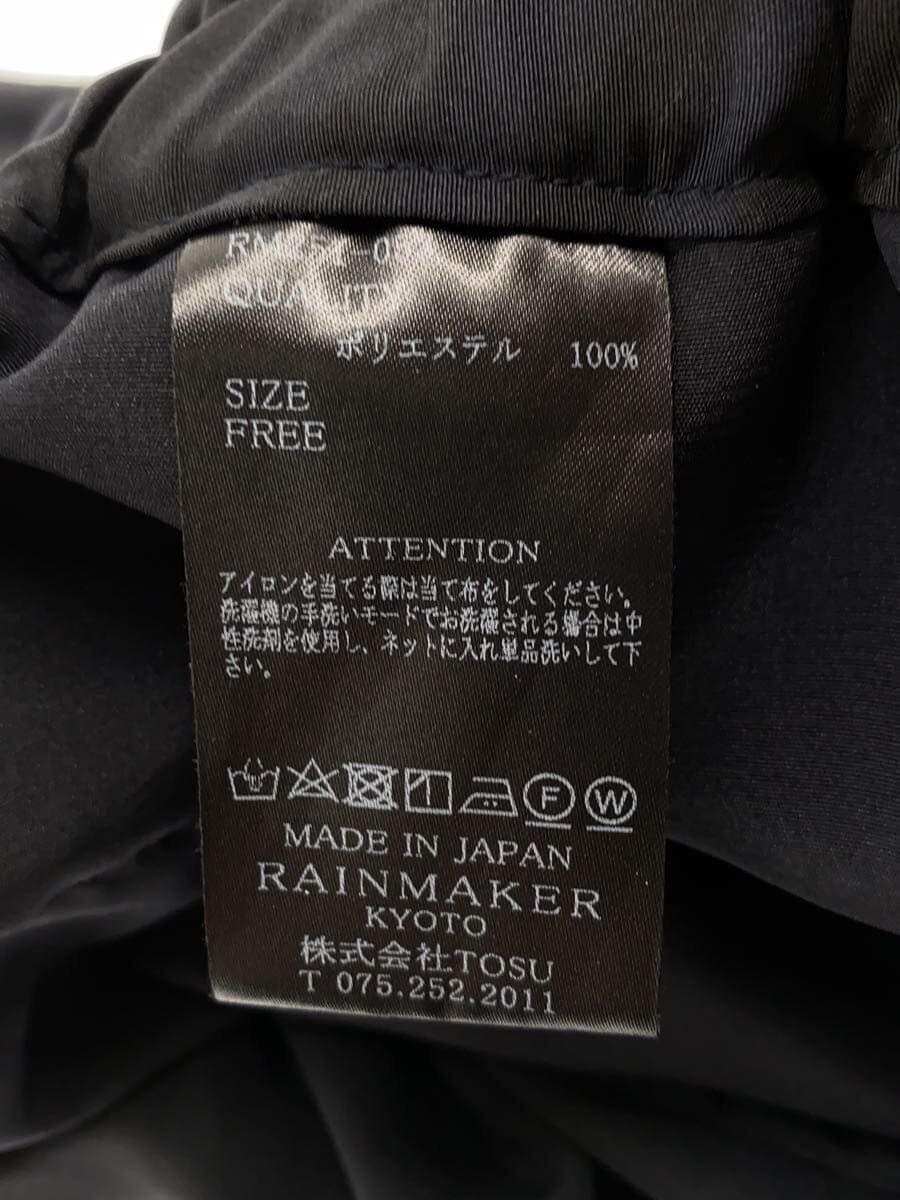 QUALITY
ポリエステル 100%
SIZE
FREE
ATTENTION
アイロンを当てる際は当て布をしてください。
洗濯機の手洗いモードでお洗濯される場合は中
性洗剤を使用し、ネットに入れ単品洗いして下
さい。
F W
MADE IN JAPAN
RAINMAKER
KYOTO
株式会社TOSU
T 075.252.2011